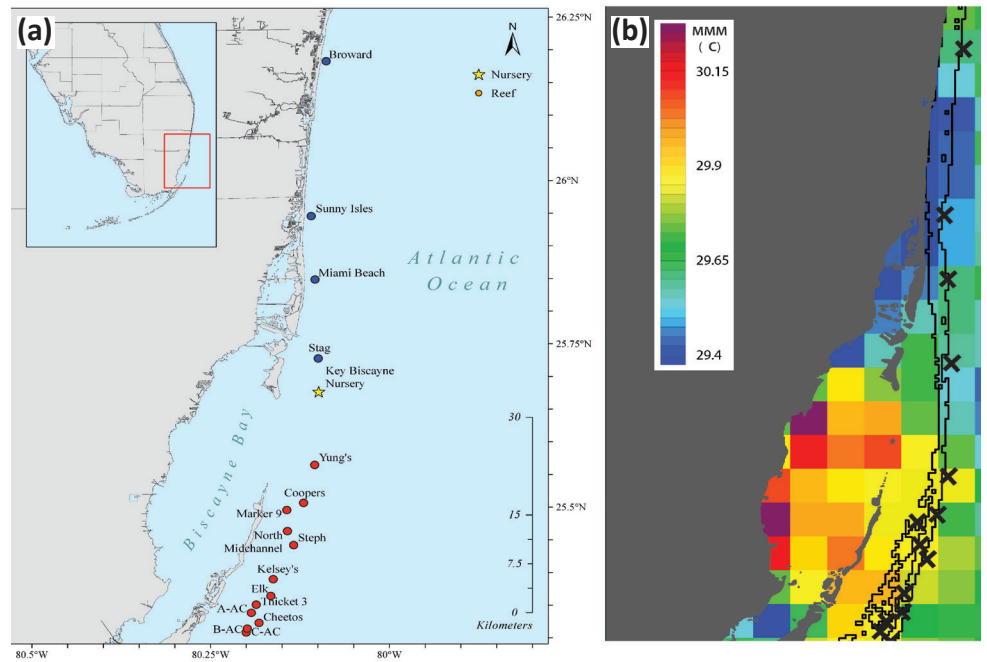 (a)
26.25°N
N
Nursery
Reef
Broward
26°N
Sunny Isles
Atlantic
Ocean
Miami Beach
25.75°N
Stag
Key Biscayne
Nursery
30
Yung's
Biscayne Bay
Coopers
Marker 9
15
25.5°N
North
Steph
Midchannel
7.5
Kelsey's
Elk
Thicket 3
A-AC
0
Cheetos
B-AC
C-AC
Kilometers
80.5°W
80.25°W
80°W
(b)
MMM
( C)
30.15
29.9
29.65
29.4